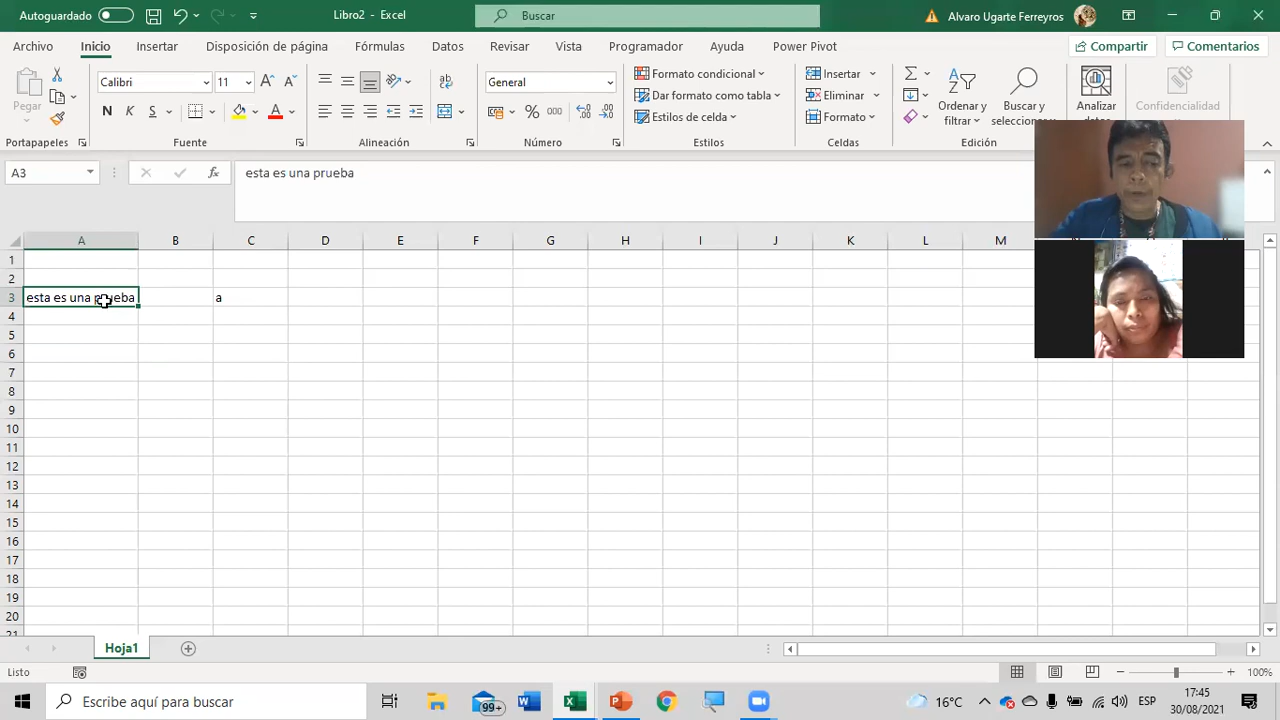 Autoguardado
Libro2 - Excel
Buscar
Alvaro Ugarte Ferreyros
Archivo Inicio Insertar Disposición de página Fórmulas Datos Revisar Vista Programador Ayuda Power Pivot
Compartir Comentarios
Pegar
Calibri 11
N K S
General
Formato condicional
Dar formato como tabla
Estilos de celda
Insertar
Eliminar
Formato
Ordenar y filtrar
Buscar y seleccionar
Analizar datos
Confidencialidad
Portapapeles Fuente Alineación Número Estilos Celdas Edición
A3 fx esta es una prueba
A B C D E F G H I J K L M
1
2
3 esta es una prueba a
4
5
6
7
8
9
10
11
12
13
14
15
16
17
18
19
20
21
Hoja1
Listo
100%
Escribe aquí para buscar
99+
16°C
ESP
17:45
30/08/2021